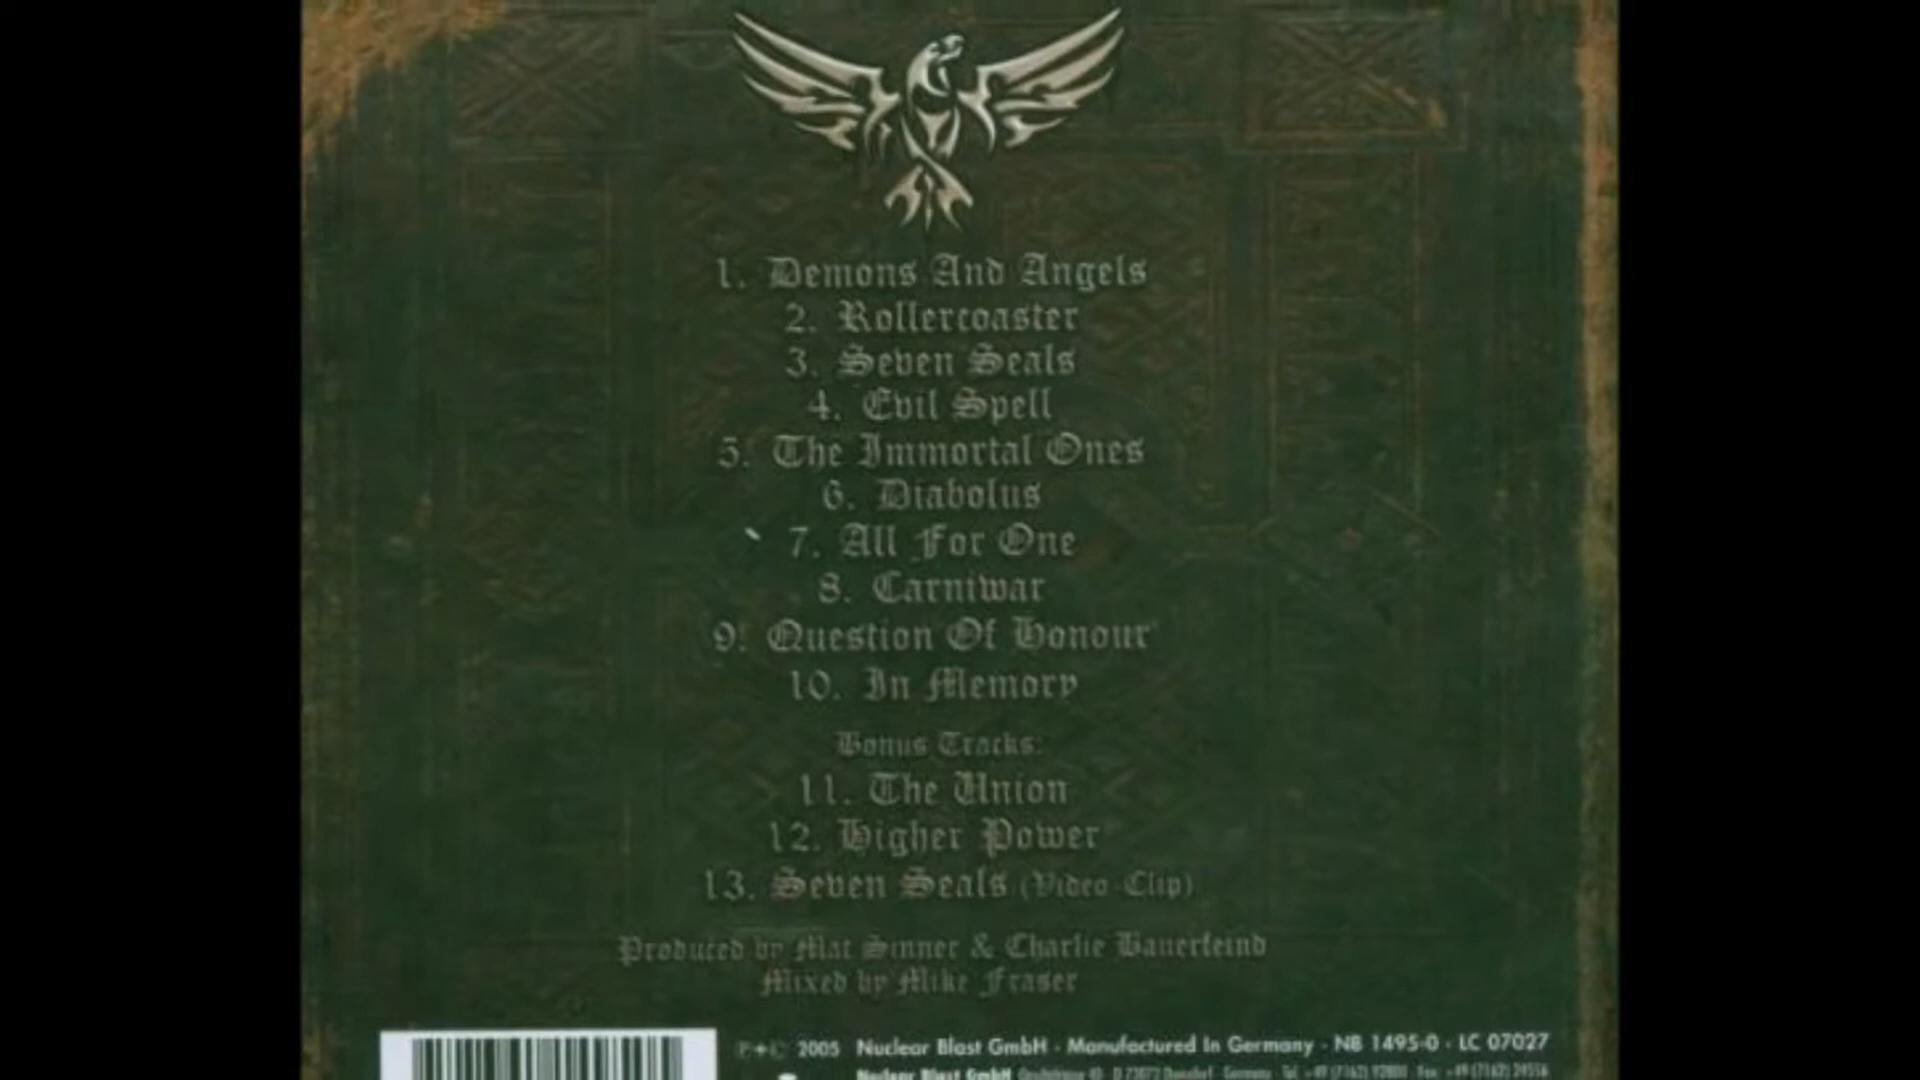 1. Demons And Angels
2. Rollercoaster
3. Seven Seals
4. Evil Spell
5. The Immortal Ones
6. Diabolus
7. All For One
8. Carniwar
9. Question Of Honour
10. In Memory
Bonus Tracks:
11. The Union
12. Higher Power
13. Seven Seals (Video-Clip)
Produced by Mat Sinner & Charlie Bauerfeind
Mixed by Mike Fraser
℗+© 2005 Nuclear Blast GmbH · Manufactured In Germany · NB 1495-0 · LC 07027
Nuclear Blast GmbH